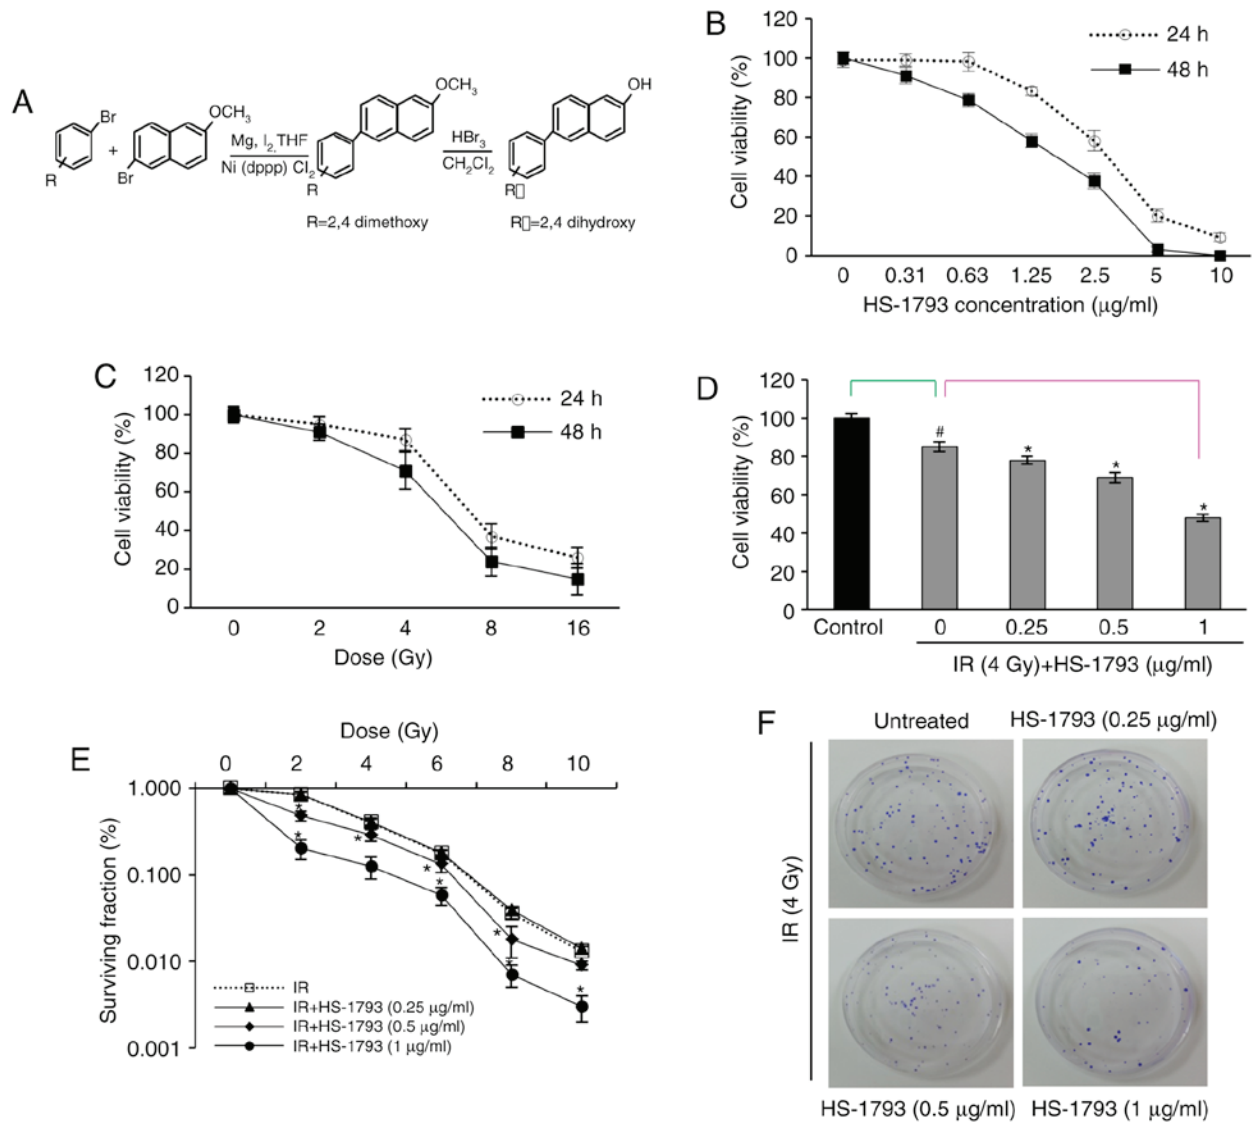 A
Br
OCH3
+
R
Br
Mg, I2,THF
Ni (dppp) Cl2
OCH3
R
R=2,4 dimethoxy
HBr3
CH2Cl2
OH
R▯
R▯=2,4 dihydroxy
B
Cell viability (%)
120
100
80
60
40
20
0
24 h
48 h
0 0.31 0.63 1.25 2.5 5 10
HS-1793 concentration (μg/ml)
C
Cell viability (%)
120
100
80
60
40
20
0
24 h
48 h
0 2 4 8 16
Dose (Gy)
D
Cell viability (%)
120
100
80
60
40
20
0
# * * *
Control 0 0.25 0.5 1
IR (4 Gy)+HS-1793 (μg/ml)
E
Dose (Gy)
0 2 4 6 8 10
Surviving fraction (%)
1.000
0.100
0.010
0.001
* * * * * * * *
IR
IR+HS-1793 (0.25 μg/ml)
IR+HS-1793 (0.5 μg/ml)
IR+HS-1793 (1 μg/ml)
F
Untreated HS-1793 (0.25 μg/ml)
IR (4 Gy)
HS-1793 (0.5 μg/ml) HS-1793 (1 μg/ml)